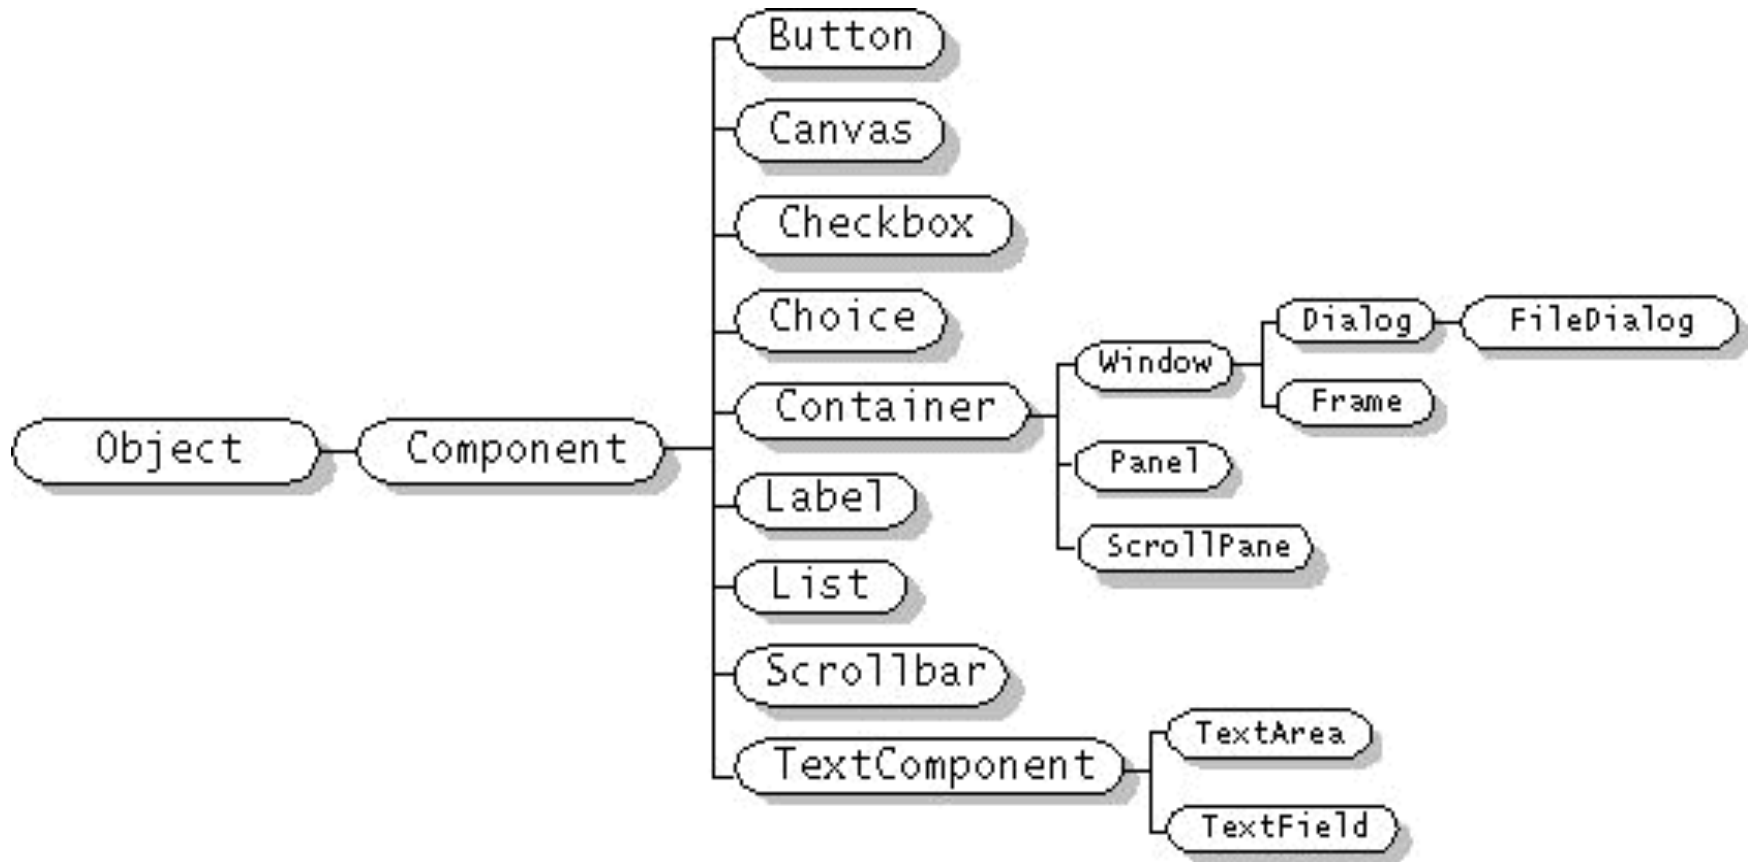 Button
Canvas
Checkbox
Choice
Container
Object
Component
Label
List
Scrollbar
TextComponent
Window
Panel
ScrollPane
Dialog
FileDialog
Frame
TextArea
TextField